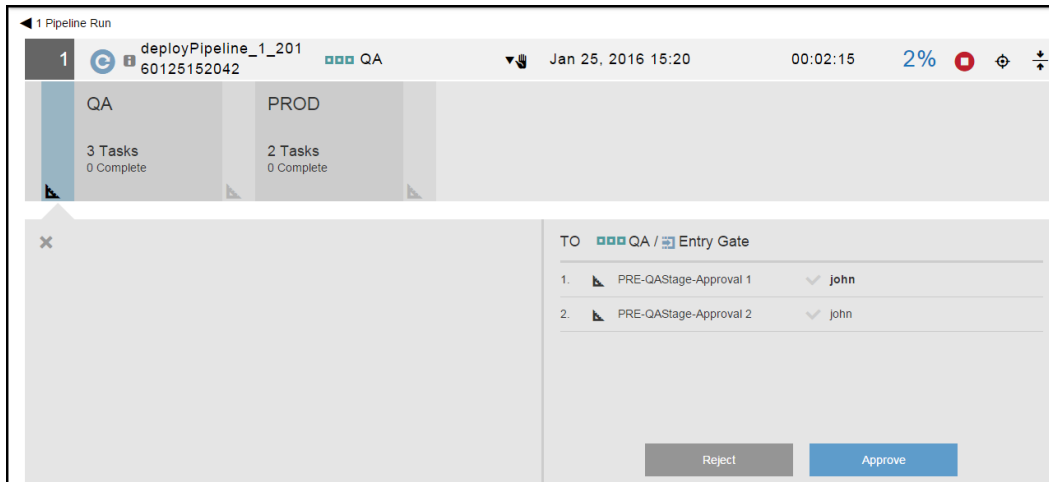 1 Pipeline Run
1 deployPipeline_1_201 QA Jan 25, 2016 15:20 00:02:15 2%
60125152042
QA PROD
3 Tasks 2 Tasks
0 Complete 0 Complete
TO QA / Entry Gate
1. PRE-QAStage-Approval 1 john
2. PRE-QAStage-Approval 2 john
Reject Approve